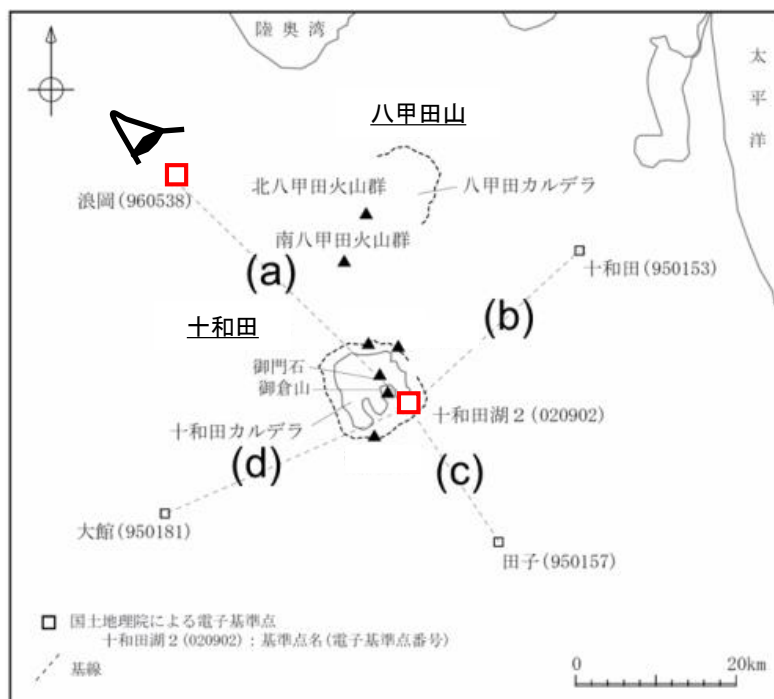 陸奥湾
太平洋
八甲田山
北八甲田火山群
八甲田カルデラ
浪岡(960538)
南八甲田火山群
(a)
十和田(950153)
(b)
十和田
御門石
御倉山
十和田湖2(020902)
十和田カルデラ
(d)
(c)
大館(950181)
田子(950157)
国土地理院による電子基準点
十和田湖2(020902):基準点名(電子基準点番号)
基線
0 20km